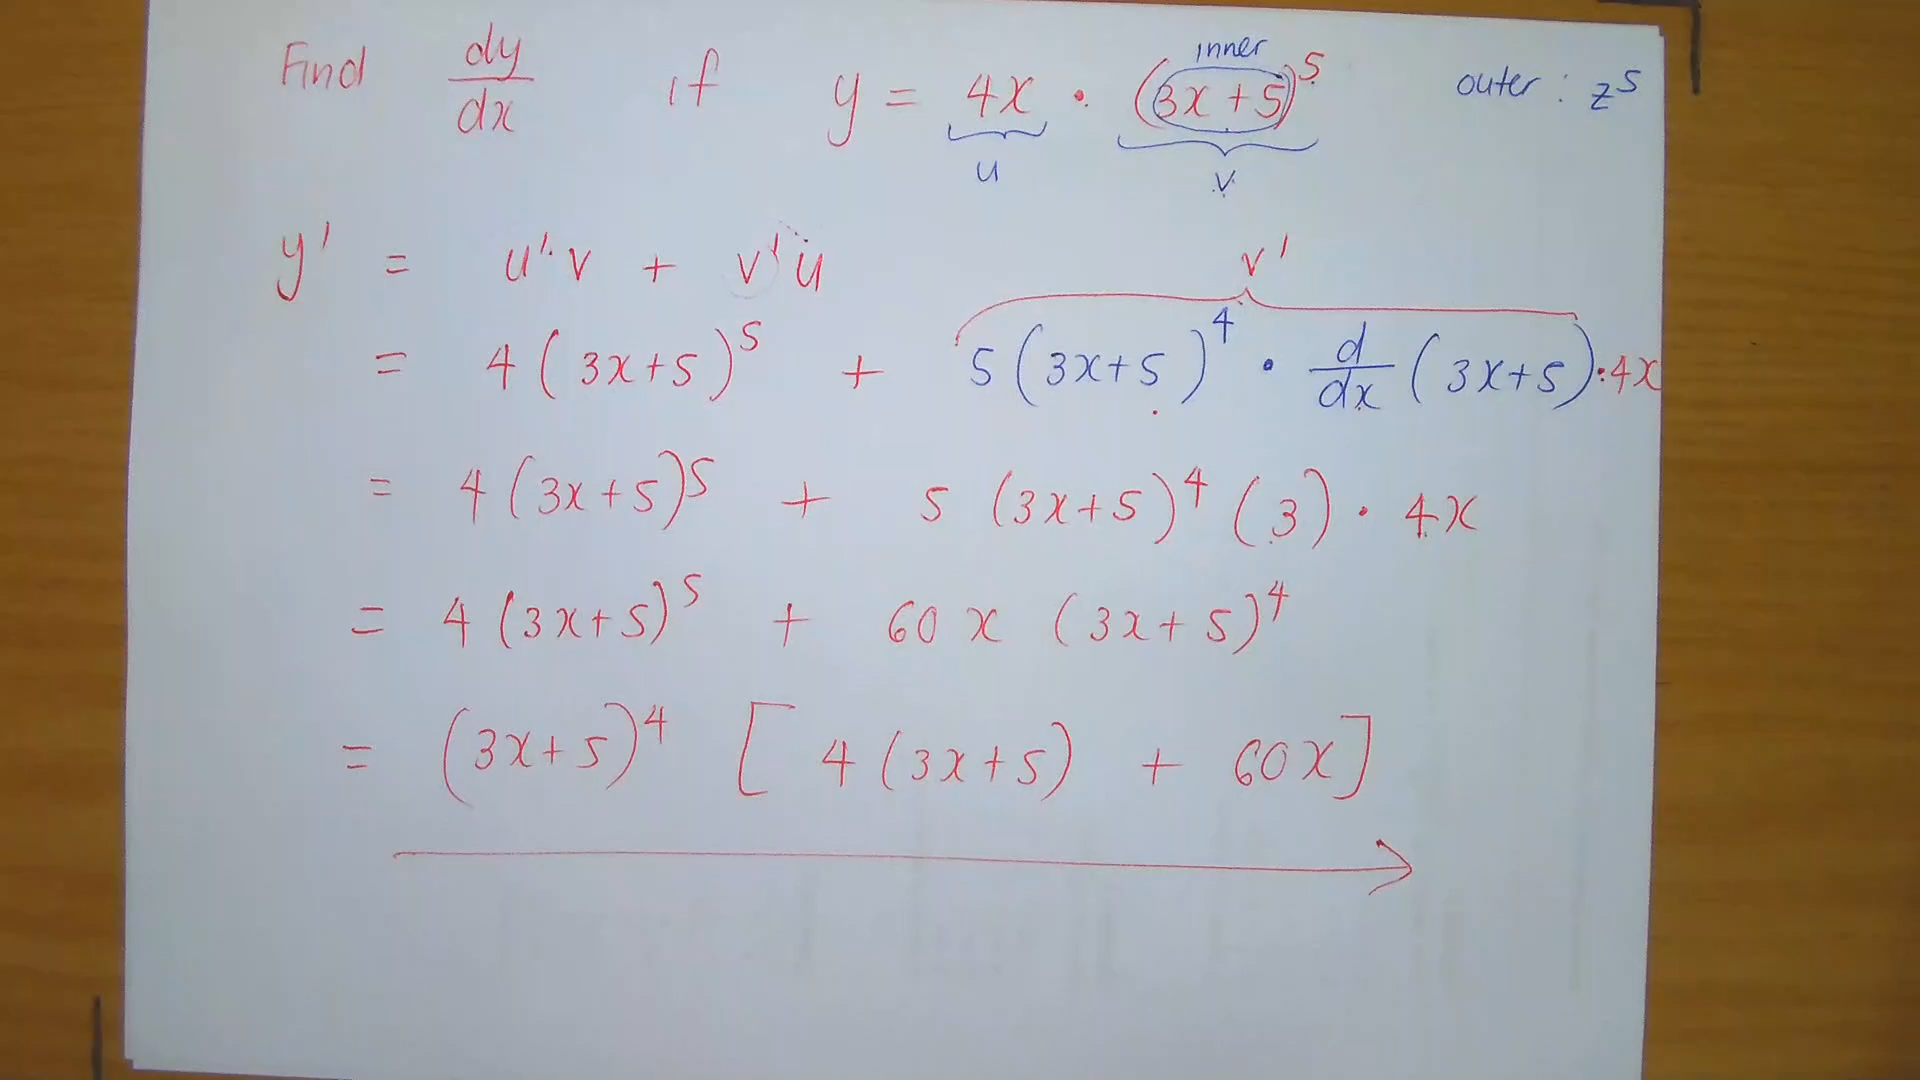 Find dy/dx if y = 4x · (3x + 5)^5 inner outer : z^5
u v
y' = u'·v + v'u v'
= 4(3x+5)^5 + 5(3x+5)^4 · d/dx (3x+5)·4x
= 4(3x+5)^5 + 5 (3x+5)^4 (3) · 4x
= 4(3x+5)^5 + 60x (3x+5)^4
= (3x+5)^4 [4(3x+5) + 60x]